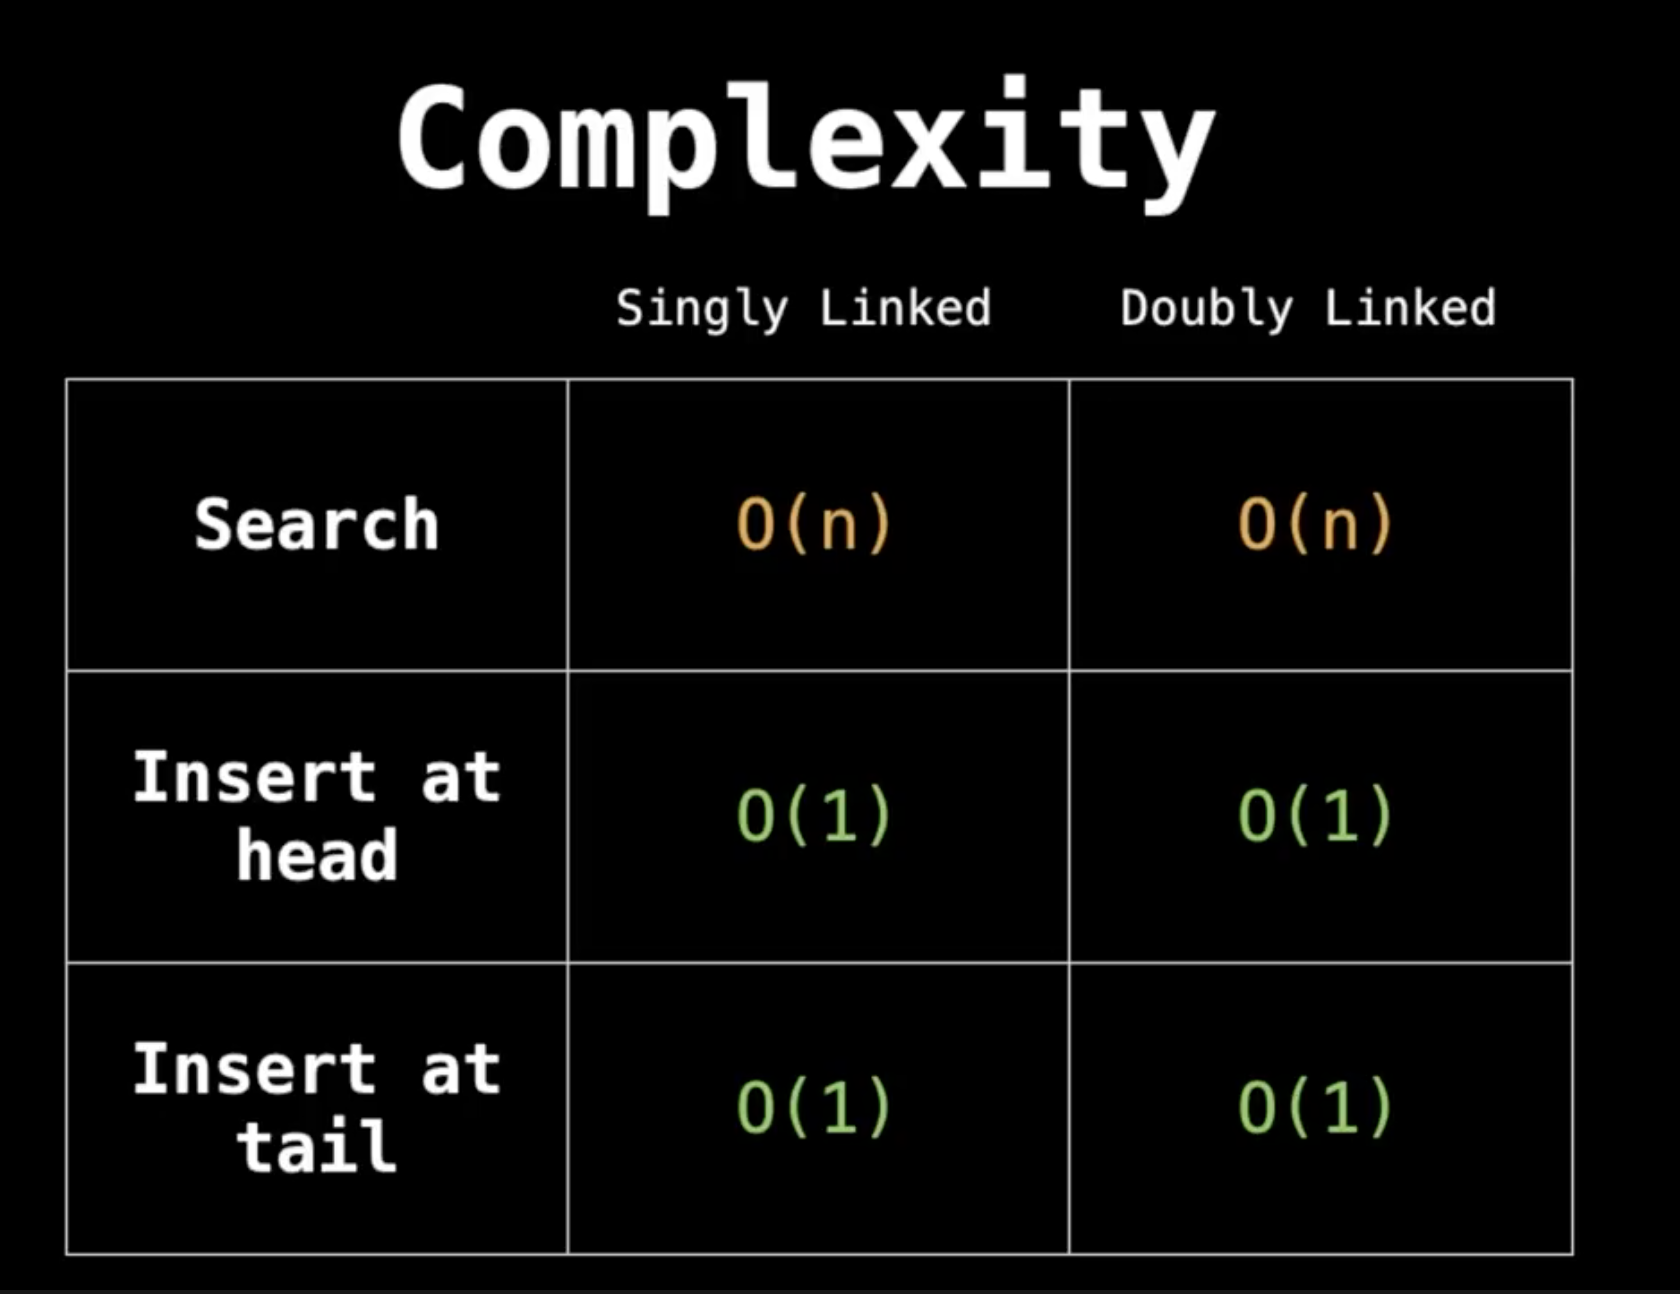 Complexity
Singly Linked Doubly Linked
Search O(n) O(n)
Insert at
head O(1) O(1)
Insert at
tail O(1) O(1)